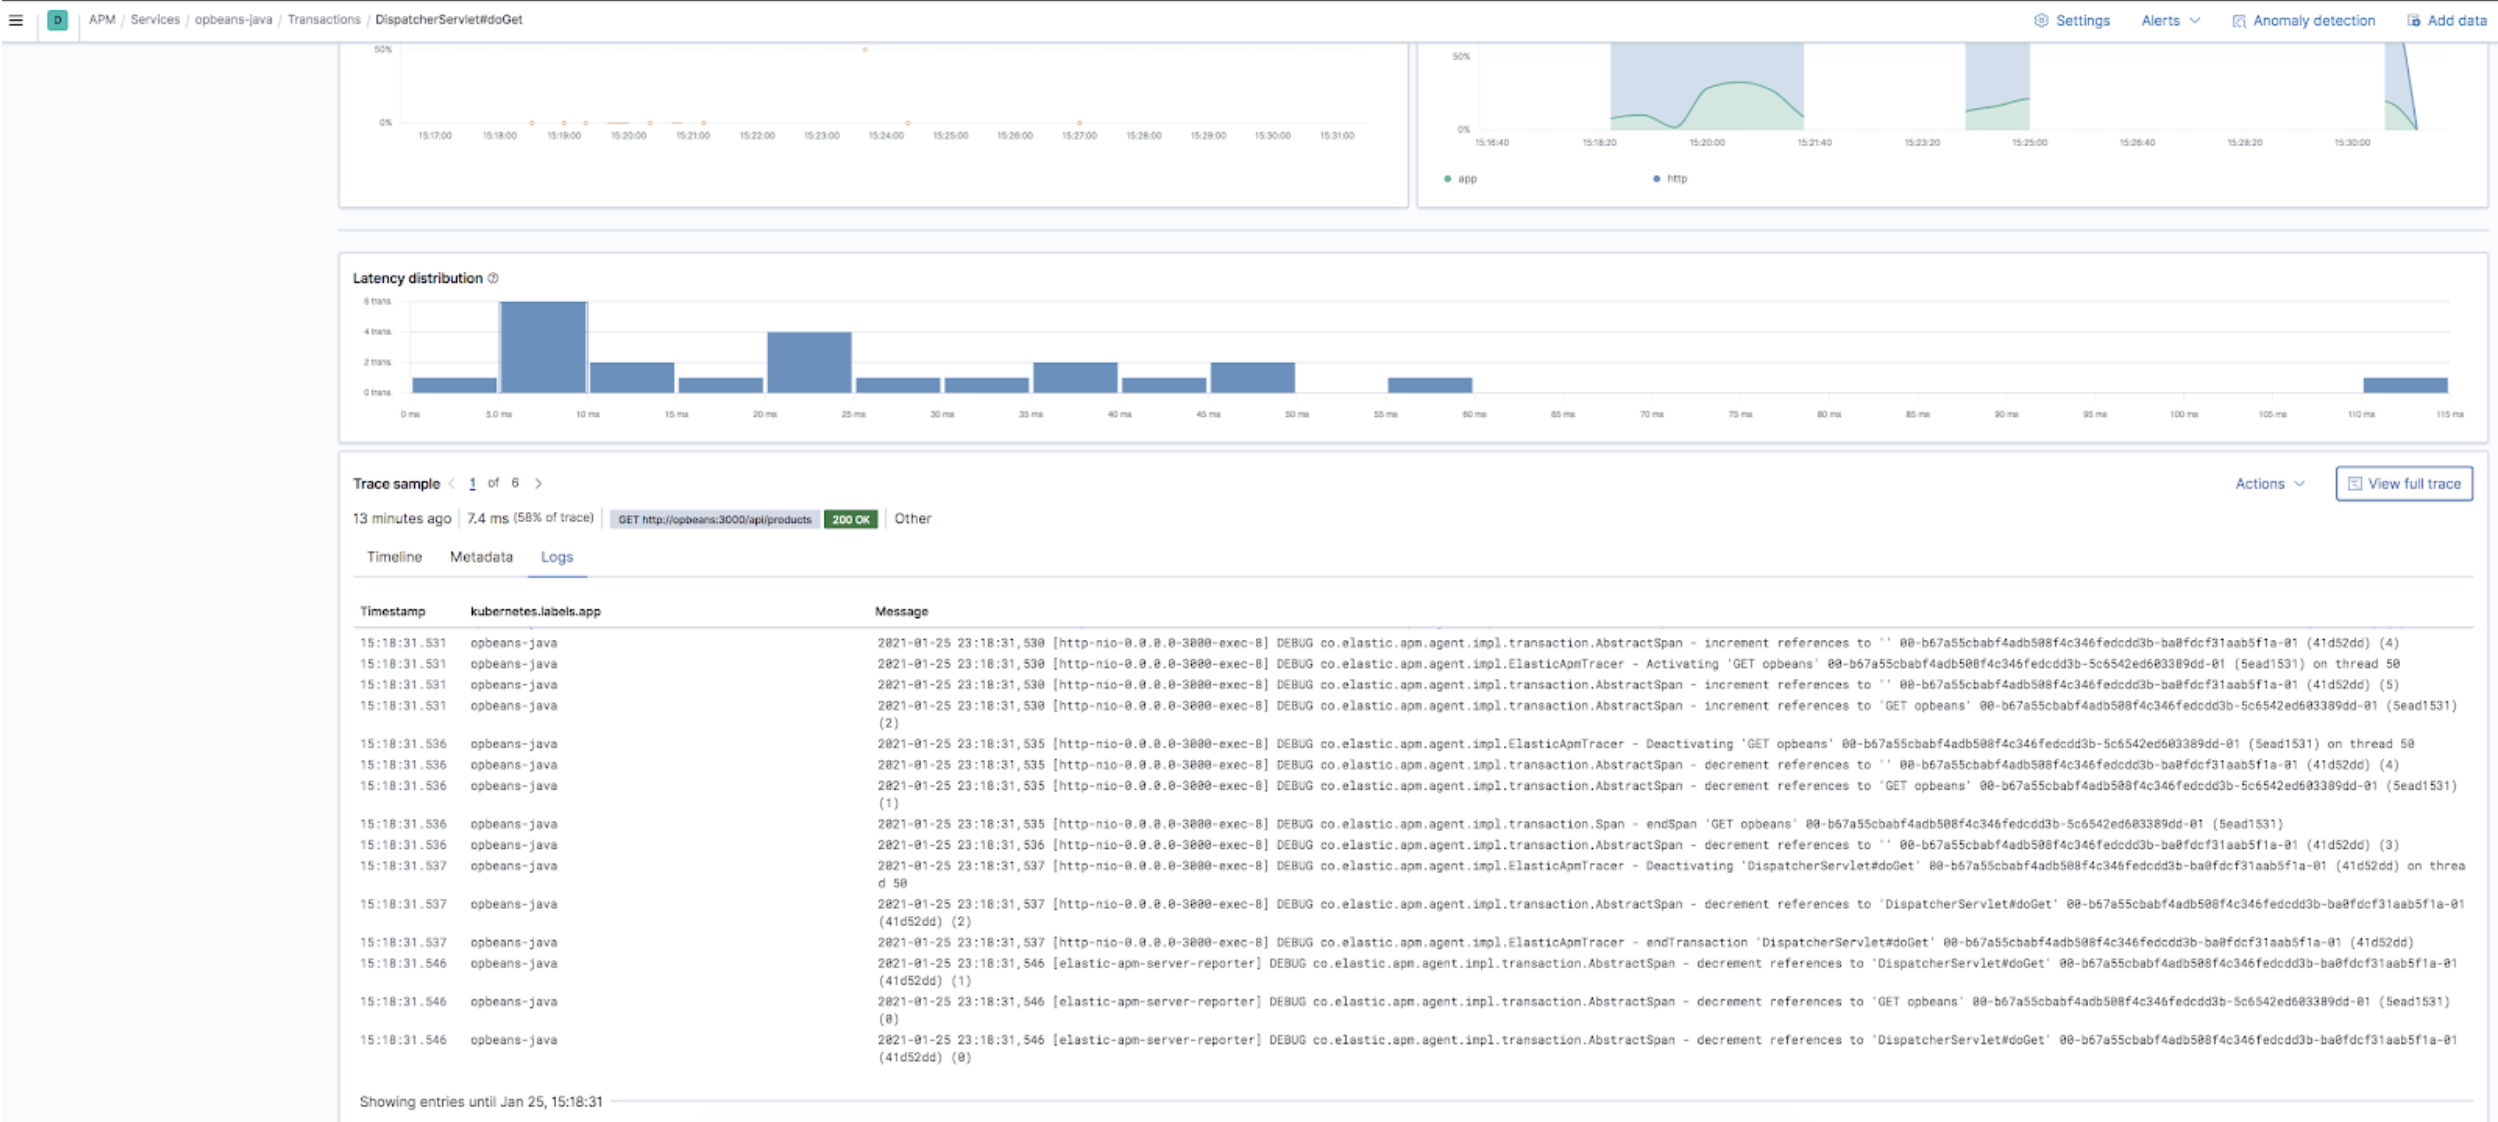 D APM / Services / opbeans-java / Transactions / DispatcherServlet#doGet Settings Alerts Anomaly detection Add data
50%
0%
15:17:00 15:18:00 15:19:00 15:20:00 15:21:00 15:22:00 15:23:00 15:24:00 15:25:00 15:26:00 15:27:00 15:28:00 15:29:00 15:30:00 15:31:00
50%
0%
15:16:40 15:18:20 15:20:00 15:21:40 15:23:20 15:25:00 15:26:40 15:28:20 15:30:00
app http
Latency distribution
6 trans.
4 trans.
2 trans.
0 trans.
0 ms 5.0 ms 10 ms 15 ms 20 ms 25 ms 30 ms 35 ms 40 ms 45 ms 50 ms 55 ms 60 ms 65 ms 70 ms 75 ms 80 ms 85 ms 90 ms 95 ms 100 ms 105 ms 110 ms 115 ms
Trace sample < 1 of 6 > Actions View full trace
13 minutes ago 7.4 ms (58% of trace) GET http://opbeans:3000/api/products 200 OK Other
Timeline Metadata Logs
Timestamp kubernetes.labels.app Message
15:18:31.531 opbeans-java 2021-01-25 23:18:31,530 [http-nio-0.0.0.0-3000-exec-8] DEBUG co.elastic.apm.agent.impl.transaction.AbstractSpan - increment references to '' 00-b67a55cbabf4adb508f4c346fedcdd3b-ba0fdcf31aab5f1a-01 (41d52dd) (4)
15:18:31.531 opbeans-java 2021-01-25 23:18:31,530 [http-nio-0.0.0.0-3000-exec-8] DEBUG co.elastic.apm.agent.impl.ElasticApmTracer - Activating 'GET opbeans' 00-b67a55cbabf4adb508f4c346fedcdd3b-5c6542ed603389dd-01 (5ead1531) on thread 50
15:18:31.531 opbeans-java 2021-01-25 23:18:31,530 [http-nio-0.0.0.0-3000-exec-8] DEBUG co.elastic.apm.agent.impl.transaction.AbstractSpan - increment references to '' 00-b67a55cbabf4adb508f4c346fedcdd3b-ba0fdcf31aab5f1a-01 (41d52dd) (5)
15:18:31.531 opbeans-java 2021-01-25 23:18:31,530 [http-nio-0.0.0.0-3000-exec-8] DEBUG co.elastic.apm.agent.impl.transaction.AbstractSpan - increment references to 'GET opbeans' 00-b67a55cbabf4adb508f4c346fedcdd3b-5c6542ed603389dd-01 (5ead1531)
(2)
15:18:31.536 opbeans-java 2021-01-25 23:18:31,535 [http-nio-0.0.0.0-3000-exec-8] DEBUG co.elastic.apm.agent.impl.ElasticApmTracer - Deactivating 'GET opbeans' 00-b67a55cbabf4adb508f4c346fedcdd3b-5c6542ed603389dd-01 (5ead1531) on thread 50
15:18:31.536 opbeans-java 2021-01-25 23:18:31,535 [http-nio-0.0.0.0-3000-exec-8] DEBUG co.elastic.apm.agent.impl.transaction.AbstractSpan - decrement references to '' 00-b67a55cbabf4adb508f4c346fedcdd3b-ba0fdcf31aab5f1a-01 (41d52dd) (4)
15:18:31.536 opbeans-java 2021-01-25 23:18:31,535 [http-nio-0.0.0.0-3000-exec-8] DEBUG co.elastic.apm.agent.impl.transaction.AbstractSpan - decrement references to 'GET opbeans' 00-b67a55cbabf4adb508f4c346fedcdd3b-5c6542ed603389dd-01 (5ead1531)
(1)
15:18:31.536 opbeans-java 2021-01-25 23:18:31,535 [http-nio-0.0.0.0-3000-exec-8] DEBUG co.elastic.apm.agent.impl.transaction.Span - endSpan 'GET opbeans' 00-b67a55cbabf4adb508f4c346fedcdd3b-5c6542ed603389dd-01 (5ead1531)
15:18:31.536 opbeans-java 2021-01-25 23:18:31,536 [http-nio-0.0.0.0-3000-exec-8] DEBUG co.elastic.apm.agent.impl.transaction.AbstractSpan - decrement references to '' 00-b67a55cbabf4adb508f4c346fedcdd3b-ba0fdcf31aab5f1a-01 (41d52dd) (3)
15:18:31.537 opbeans-java 2021-01-25 23:18:31,537 [http-nio-0.0.0.0-3000-exec-8] DEBUG co.elastic.apm.agent.impl.ElasticApmTracer - Deactivating 'DispatcherServlet#doGet' 00-b67a55cbabf4adb508f4c346fedcdd3b-ba0fdcf31aab5f1a-01 (41d52dd) on threa
d 50
15:18:31.537 opbeans-java 2021-01-25 23:18:31,537 [http-nio-0.0.0.0-3000-exec-8] DEBUG co.elastic.apm.agent.impl.transaction.AbstractSpan - decrement references to 'DispatcherServlet#doGet' 00-b67a55cbabf4adb508f4c346fedcdd3b-ba0fdcf31aab5f1a-01
(41d52dd) (2)
15:18:31.537 opbeans-java 2021-01-25 23:18:31,537 [http-nio-0.0.0.0-3000-exec-8] DEBUG co.elastic.apm.agent.impl.ElasticApmTracer - endTransaction 'DispatcherServlet#doGet' 00-b67a55cbabf4adb508f4c346fedcdd3b-ba0fdcf31aab5f1a-01 (41d52dd)
15:18:31.546 opbeans-java 2021-01-25 23:18:31,546 [elastic-apm-server-reporter] DEBUG co.elastic.apm.agent.impl.transaction.AbstractSpan - decrement references to 'DispatcherServlet#doGet' 00-b67a55cbabf4adb508f4c346fedcdd3b-ba0fdcf31aab5f1a-01
(41d52dd) (1)
15:18:31.546 opbeans-java 2021-01-25 23:18:31,546 [elastic-apm-server-reporter] DEBUG co.elastic.apm.agent.impl.transaction.AbstractSpan - decrement references to 'GET opbeans' 00-b67a55cbabf4adb508f4c346fedcdd3b-5c6542ed603389dd-01 (5ead1531)
(0)
15:18:31.546 opbeans-java 2021-01-25 23:18:31,546 [elastic-apm-server-reporter] DEBUG co.elastic.apm.agent.impl.transaction.AbstractSpan - decrement references to 'DispatcherServlet#doGet' 00-b67a55cbabf4adb508f4c346fedcdd3b-ba0fdcf31aab5f1a-01
(41d52dd) (0)
Showing entries until Jan 25, 15:18:31